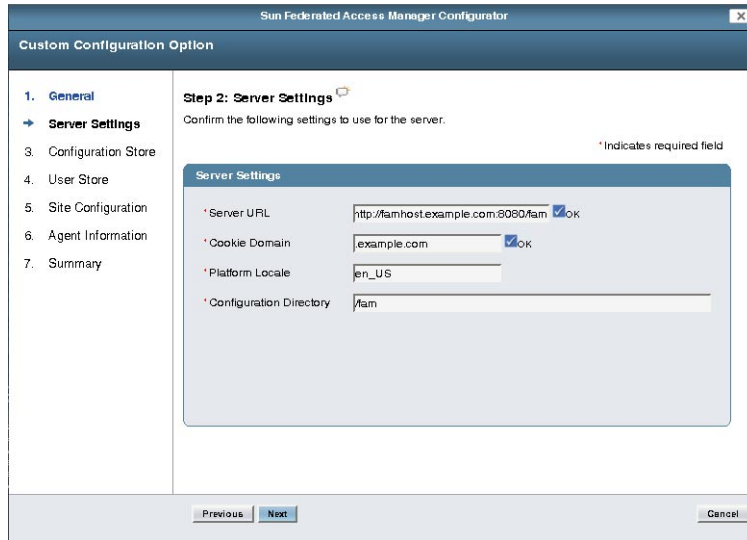 Sun Federated Access Manager Configurator
Custom Configuration Option
1. General
Server Settings
3. Configuration Store
4. User Store
5. Site Configuration
6. Agent Information
7. Summary
Step 2: Server Settings
Confirm the following settings to use for the server.
* Indicates required field
Server Settings
* Server URL http://famhost.example.com:8080/fam OK
* Cookie Domain .example.com OK
* Platform Locale en_US
* Configuration Directory /fam
Previous Next Cancel